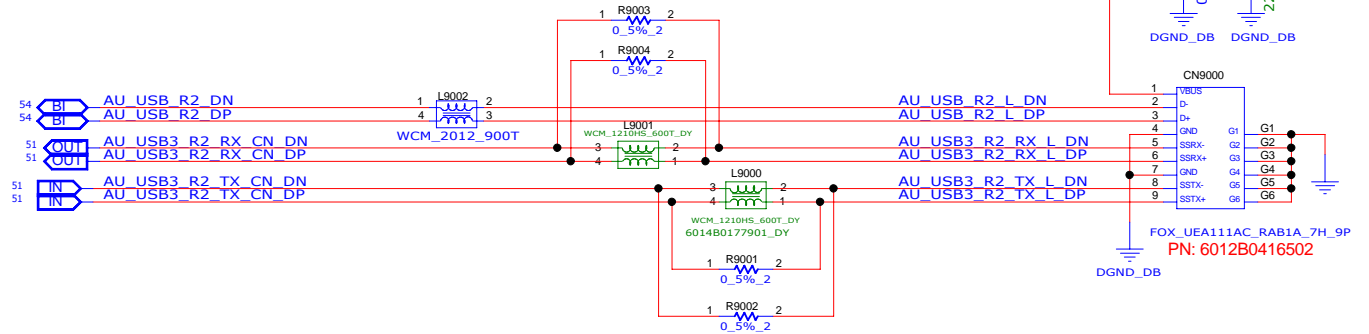 R9003
1 2
0_5%_2
R9004
1 2
0_5%_2
DGND_DB DGND_DB
CN9000
54 BI AU_USB_R2_DN
54 BI AU_USB_R2_DP
L9002
1 2
4 3
WCM_2012_900T
AU_USB_R2_L_DN
AU_USB_R2_L_DP
L9001
WCM_1210HS_600T_DY
3 2
4 1
51 OUT AU_USB3_R2_RX_CN_DN
51 OUT AU_USB3_R2_RX_CN_DP
AU_USB3_R2_RX_L_DN
AU_USB3_R2_RX_L_DP
51 IN AU_USB3_R2_TX_CN_DN
51 IN AU_USB3_R2_TX_CN_DP
L9000
3 2
4 1
WCM_1210HS_600T_DY
6014B0177901_DY
AU_USB3_R2_TX_L_DN
AU_USB3_R2_TX_L_DP
1 VBUS
2 D-
3 D+
4 GND G1 G1
5 SSRX- G2 G2
6 SSRX+ G3 G3
7 GND G4 G4
8 SSTX- G5 G5
9 SSTX+ G6 G6
FOX_UEA111AC_RAB1A_7H_9P
PN: 6012B0416502
DGND_DB
R9001
1 2
0_5%_2
R9002
1 2
0_5%_2